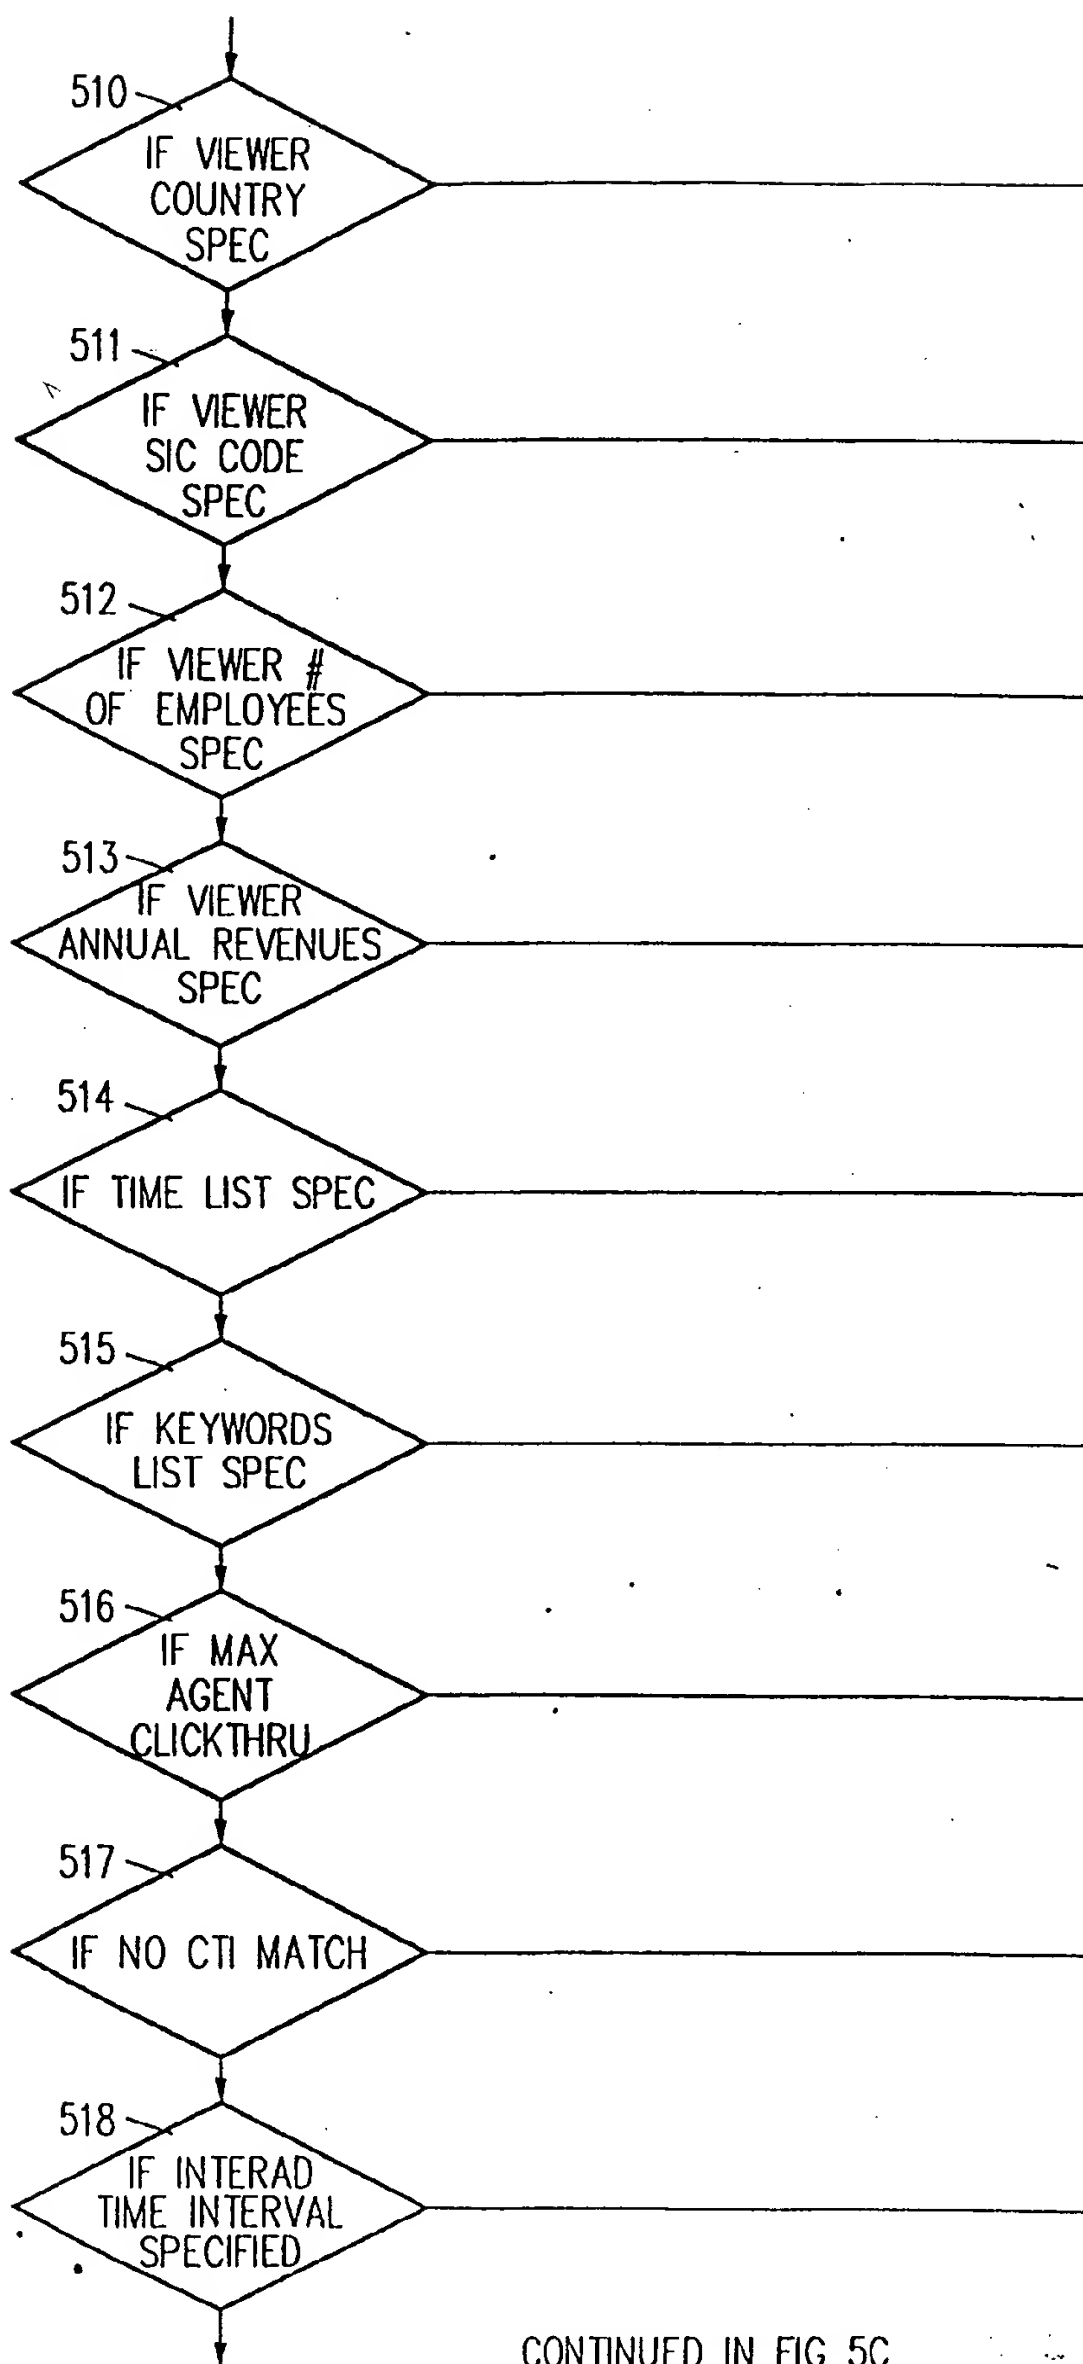 510
IF VIEWER
COUNTRY
SPEC
511
IF VIEWER
SIC CODE
SPEC
512
IF VIEWER #
OF EMPLOYEES
SPEC
513
IF VIEWER
ANNUAL REVENUES
SPEC
514
IF TIME LIST SPEC
515
IF KEYWORDS
LIST SPEC
516
IF MAX
AGENT
CLICKTHRU
517
IF NO CTI MATCH
518
IF INTERAD
TIME INTERVAL
SPECIFIED
CONTINUED IN FIG 5C